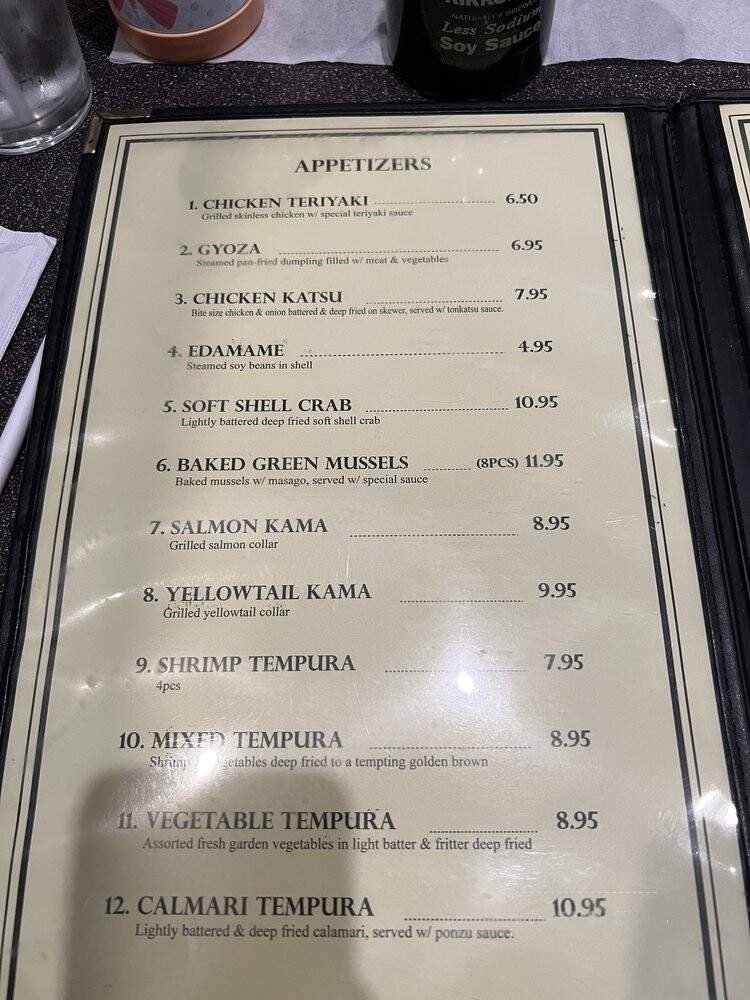 NATURALLY BREWED
Less Sodium
Soy Sauce
APPETIZERS
1. CHICKEN TERIYAKI 6.50
Grilled skinless chicken w/ special teriyaki sauce
2. GYOZA 6.95
Steamed pan-fried dumpling filled w/ meat & vegetables
3. CHICKEN KATSU 7.95
Bite size chicken & onion battered & deep fried on skewer, served w/ tonkatsu sauce.
4. EDAMAME 4.95
Steamed soy beans in shell
5. SOFT SHELL CRAB 10.95
Lightly battered deep fried soft shell crab
6. BAKED GREEN MUSSELS (8PCS) 11.95
Baked mussels w/ masago, served w/ special sauce
7. SALMON KAMA 8.95
Grilled salmon collar
8. YELLOWTAIL KAMA 9.95
Grilled yellowtail collar
9. SHRIMP TEMPURA 7.95
4pcs
10. MIXED TEMPURA 8.95
Shrimp vegetables deep fried to a tempting golden brown
11. VEGETABLE TEMPURA 8.95
Assorted fresh garden vegetables in light batter & fritter deep fried
12. CALMARI TEMPURA 10.95
Lightly battered & deep fried calamari, served w/ ponzu sauce.